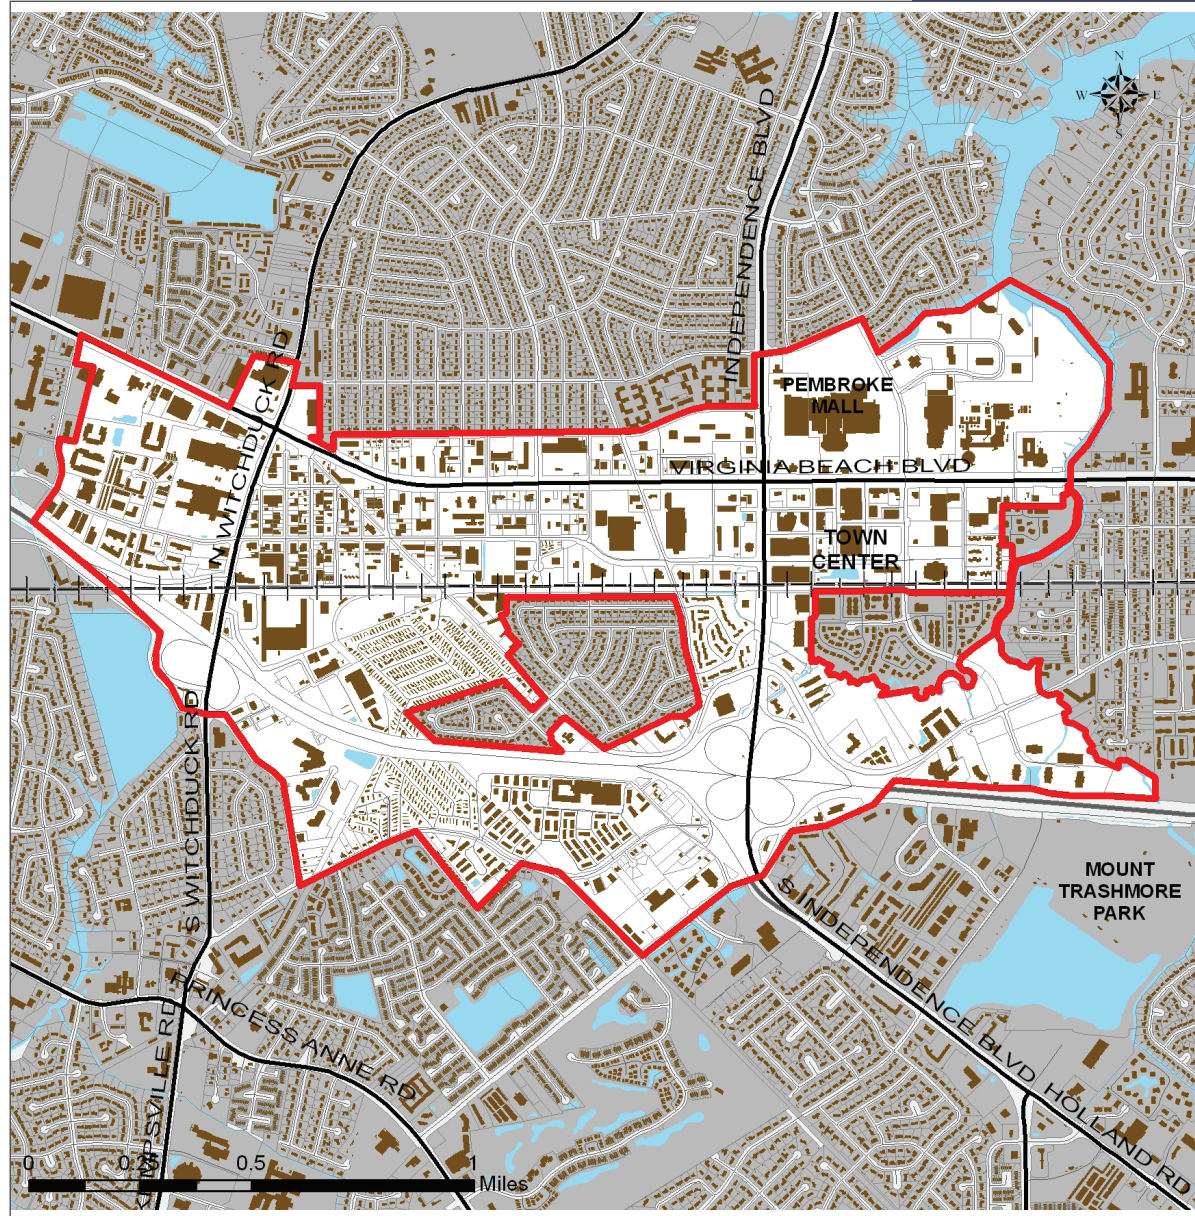 N
W
E
S
INDEPENDENCE BLVD
N WITCHDUCK RD
PEMBROKE
MALL
VIRGINIA BEACH BLVD
TOWN
CENTER
S WITCHDUCK RD
MOUNT
TRASHMORE
PARK
S INDEPENDENCE BLVD
PRINCESS ANNE RD
KEMPSVILLE RD
HOLLAND RD
0
0.25
0.5
1
Miles